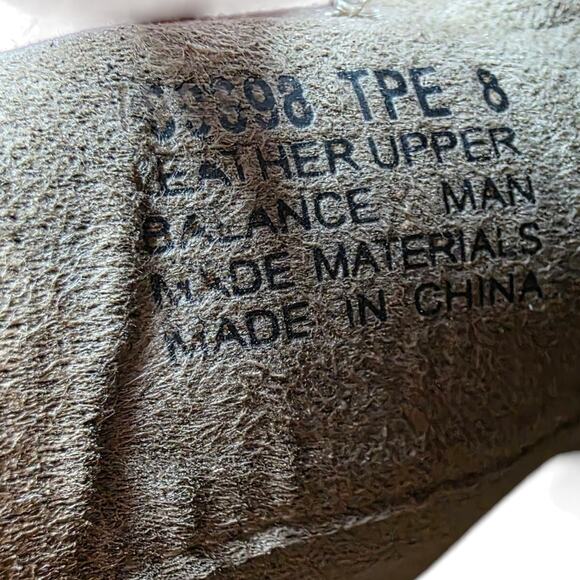 TPE 8
LEATHER UPPER
BALANCE MAN
MADE MATERIALS
MADE IN CHINA